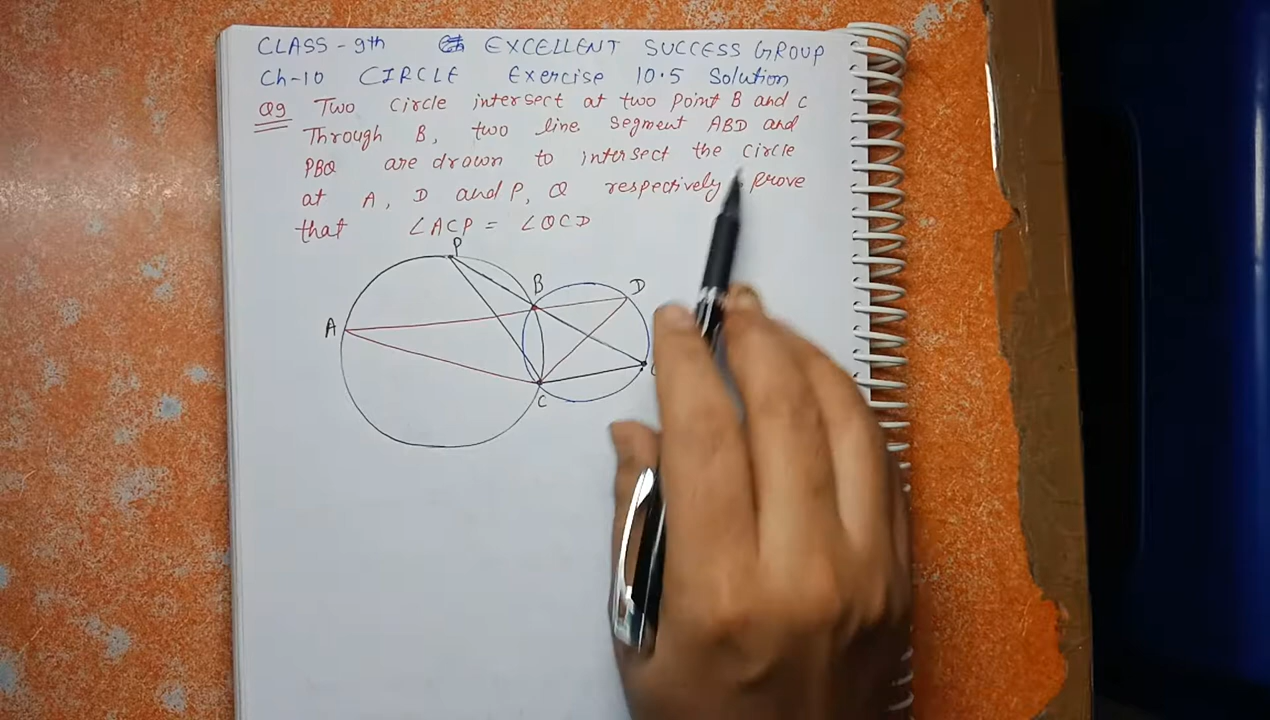 CLASS - 9th EXCELLENT SUCCESS GROUP
Ch-10 CIRCLE Exercise 10.5 Solution
Q9 Two Circle intersect at two Point B and C
Through B, two line segment ABD and
PBQ are drown to intersect the circle
at A, D and P, Q respectively prove
that ∠ACP = ∠QCD
P
B
D
A
C